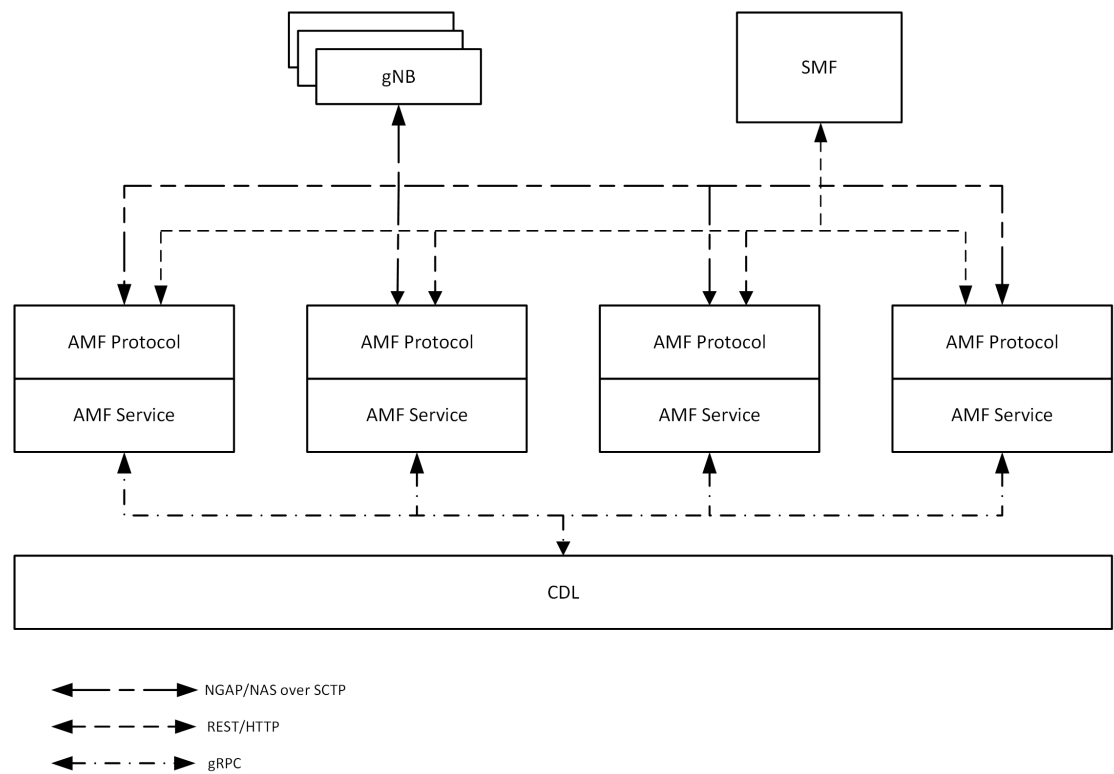 gNB
SMF
AMF Protocol
AMF Protocol
AMF Protocol
AMF Protocol
AMF Service
AMF Service
AMF Service
AMF Service
CDL
NGAP/NAS over SCTP
REST/HTTP
gRPC